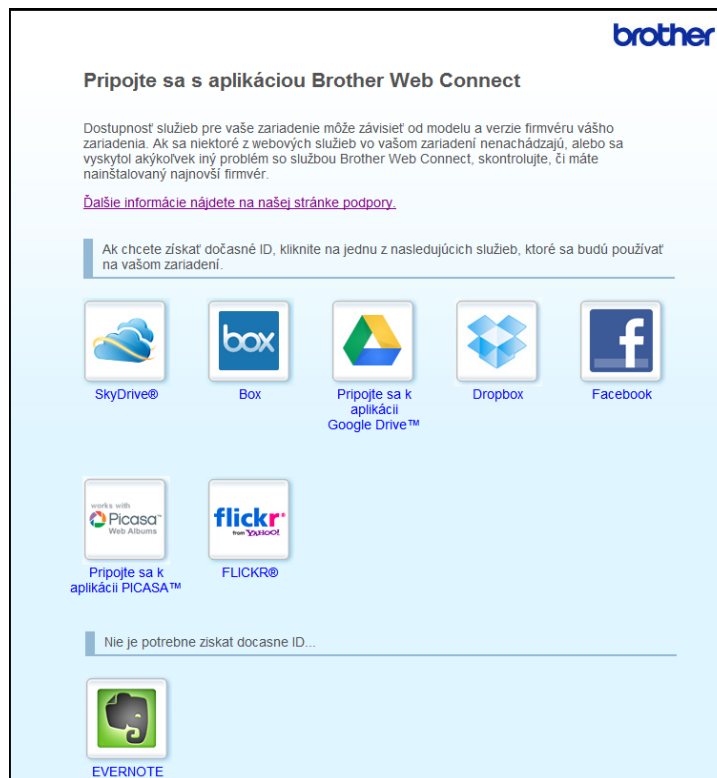 brother
Pripojte sa s aplikáciou Brother Web Connect
Dostupnosť služieb pre vaše zariadenie môže závisieť od modelu a verzie firmvéru vášho
zariadenia. Ak sa niektoré z webových služieb vo vašom zariadení nenachádzajú, alebo sa
vyskytol akýkoľvek iný problém so službou Brother Web Connect, skontrolujte, či máte
nainštalovaný najnovší firmvér.
Ďalšie informácie nájdete na našej stránke podpory.
Ak chcete získať dočasné ID, kliknite na jednu z nasledujúcich služieb, ktoré sa budú používať
na vašom zariadení.
box
f
SkyDrive®
Box
Pripojte sa k
aplikácii
Google Drive™
Dropbox
Facebook
works with
Picasa™
Web Albums
flickr®
from YAHOO!
Pripojte sa k
aplikácii PICASA™
FLICKR®
Nie je potrebne ziskat docasne ID...
EVERNOTE